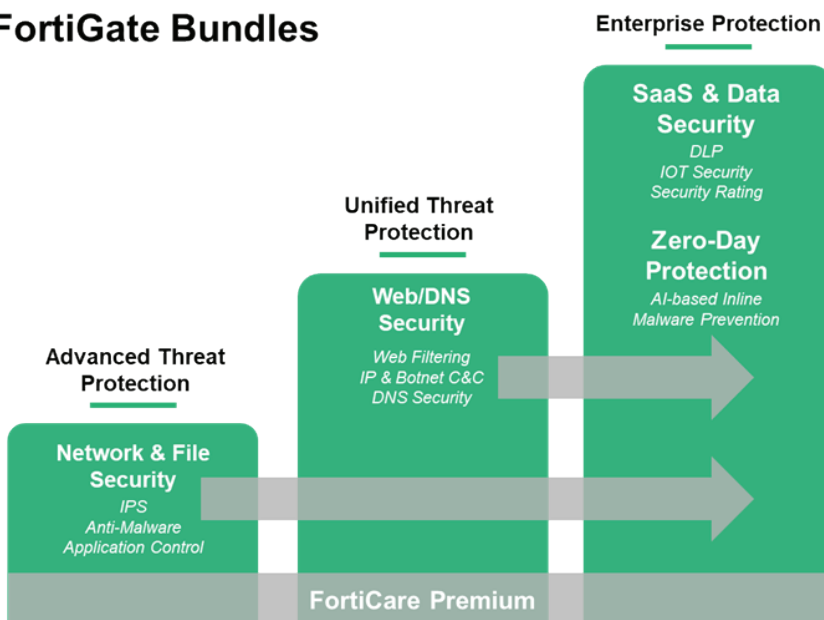 FortiGate Bundles
Enterprise Protection
SaaS & Data
Security
DLP
IOT Security
Security Rating
Zero-Day
Protection
AI-based Inline
Malware Prevention
Unified Threat
Protection
Web/DNS
Security
Web Filtering
IP & Botnet C&C
DNS Security
Advanced Threat
Protection
Network & File
Security
IPS
Anti-Malware
Application Control
FortiCare Premium